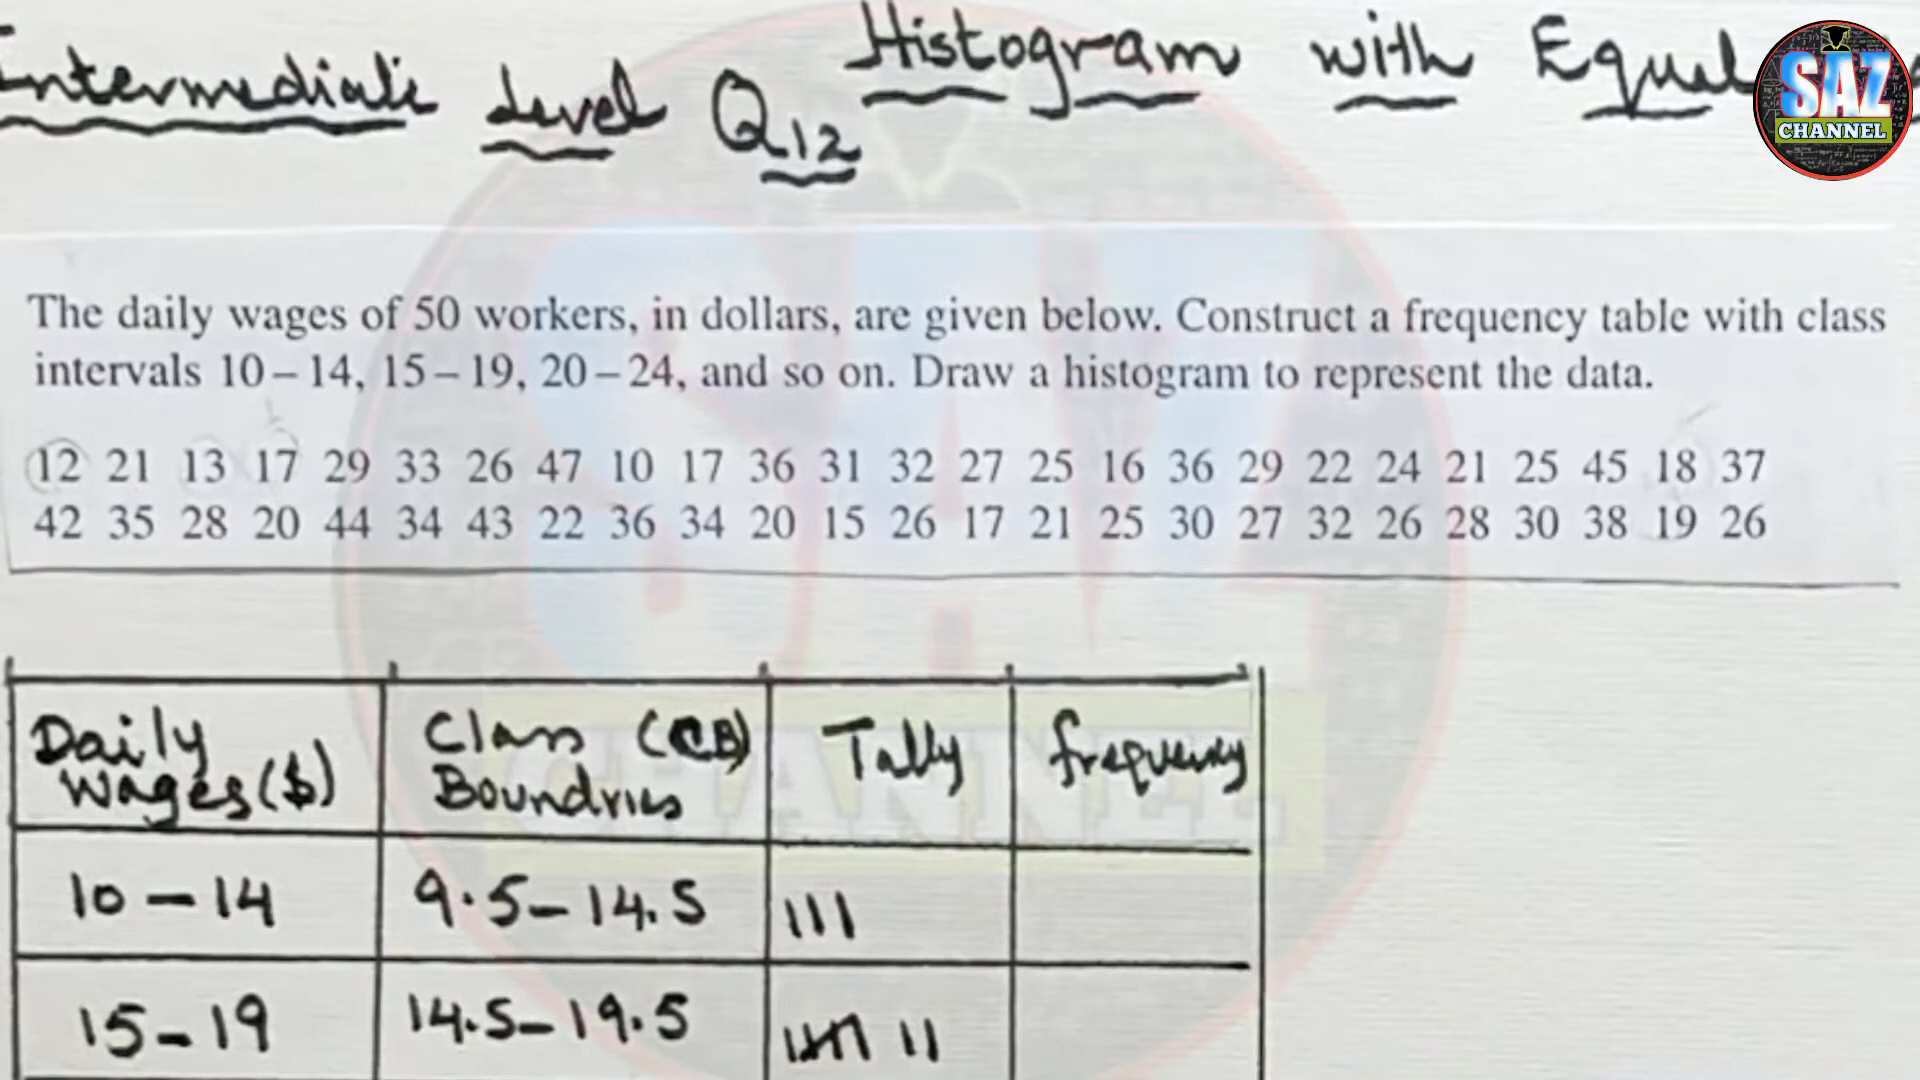 Histogram with Equal
Intermediate Level Q12
SAZ
CHANNEL
The daily wages of 50 workers, in dollars, are given below. Construct a frequency table with class
intervals 10 – 14, 15 – 19, 20 – 24, and so on. Draw a histogram to represent the data.
12 21 13 17 29 33 26 47 10 17 36 31 32 27 25 16 36 29 22 24 21 25 45 18 37
42 35 28 20 44 34 43 22 36 34 20 15 26 17 21 25 30 27 32 26 28 30 38 19 26
Daily Wages ($) Class (CB) Boundries Tally frequency
10 – 14 9.5 – 14.5 |||
15 – 19 14.5 – 19.5 |||| ||